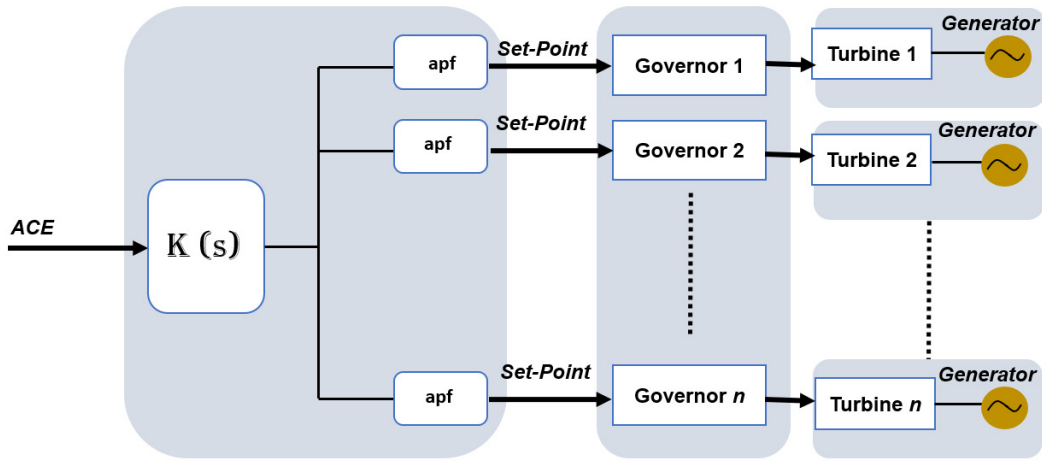 Generator
apf
Set-Point
Governor 1
Turbine 1
apf
Set-Point
Governor 2
Generator
Turbine 2
ACE
K (s)
apf
Set-Point
Governor n
Generator
Turbine n